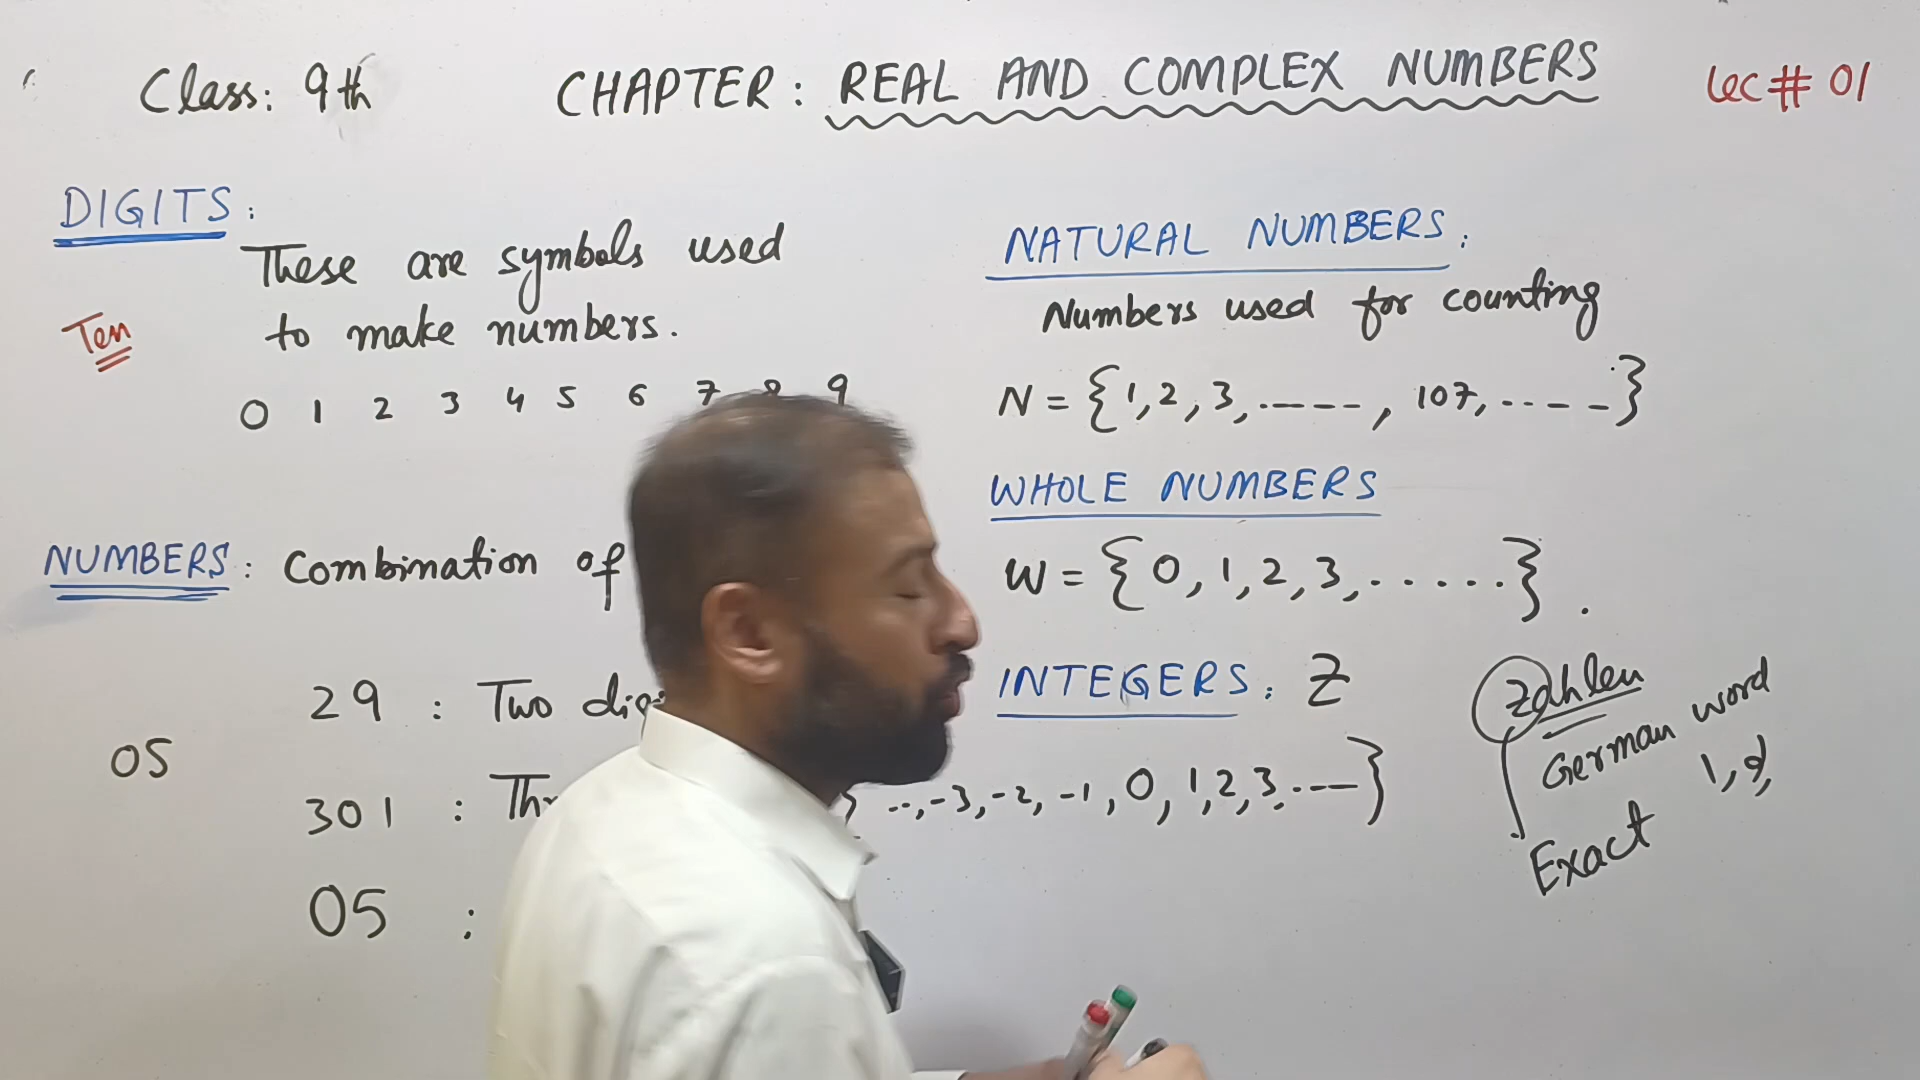 Class: 9th CHAPTER: REAL AND COMPLEX NUMBERS Lec# 01
DIGITS:
These are symbols used
to make numbers.
Ten
0 1 2 3 4 5 6 7 8 9
NUMBERS: Combination of
29 : Two
05
301 :
05 :
NATURAL NUMBERS:
Numbers used for counting
N = {1, 2, 3, .----, 107, ...---}
WHOLE NUMBERS
W = {0, 1, 2, 3, ......}.
INTEGERS: Z
..,-3,-2,-1,0,1,2,3,.---}
Zahlen
German word
1, 2,
Exact